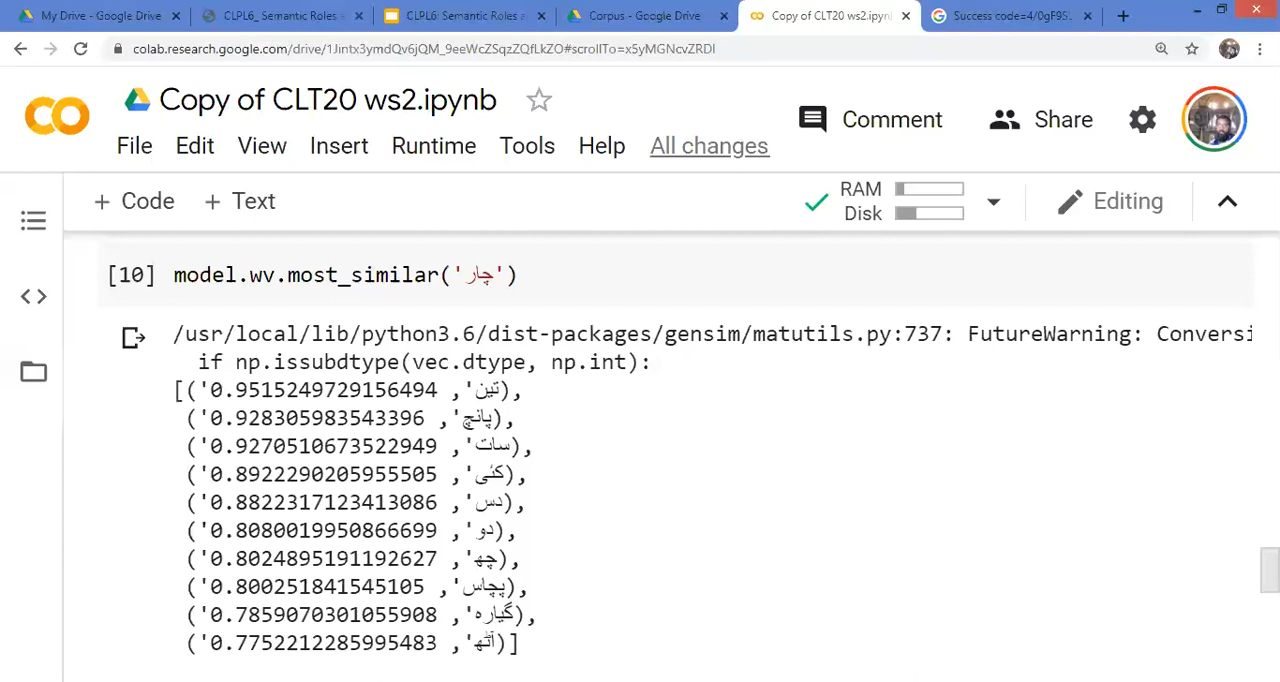 My Drive - Google Drive
CLPL6_ Semantic Roles
CLPL6: Semantic Roles a
Corpus - Google Drive
Copy of CLT20 ws2.ipynb
Success code=4/0gF9S
colab.research.google.com/drive/1Jintx3ymdQv6jQM_9eeWcZSqzZQfLkZO#scrollTo=x5yMGNcvZRDI
CO
Copy of CLT20 ws2.ipynb
Comment
Share
File Edit View Insert Runtime Tools Help All changes
+ Code + Text
RAM
Disk
Editing
[10] model.wv.most_similar('چار')
/usr/local/lib/python3.6/dist-packages/gensim/matutils.py:737: FutureWarning: Conversi
if np.issubdtype(vec.dtype, np.int):
[('تین', 0.9515249729156494),
('پانچ', 0.928305983543396),
('سات', 0.9270510673522949),
('کئی', 0.8922290205955505),
('دس', 0.8822317123413086),
('دو', 0.8080019950866699),
('چھ', 0.8024895191192627),
('پچاس', 0.800251841545105),
('گیارہ', 0.7859070301055908),
('آٹھ', 0.7752212285995483)]